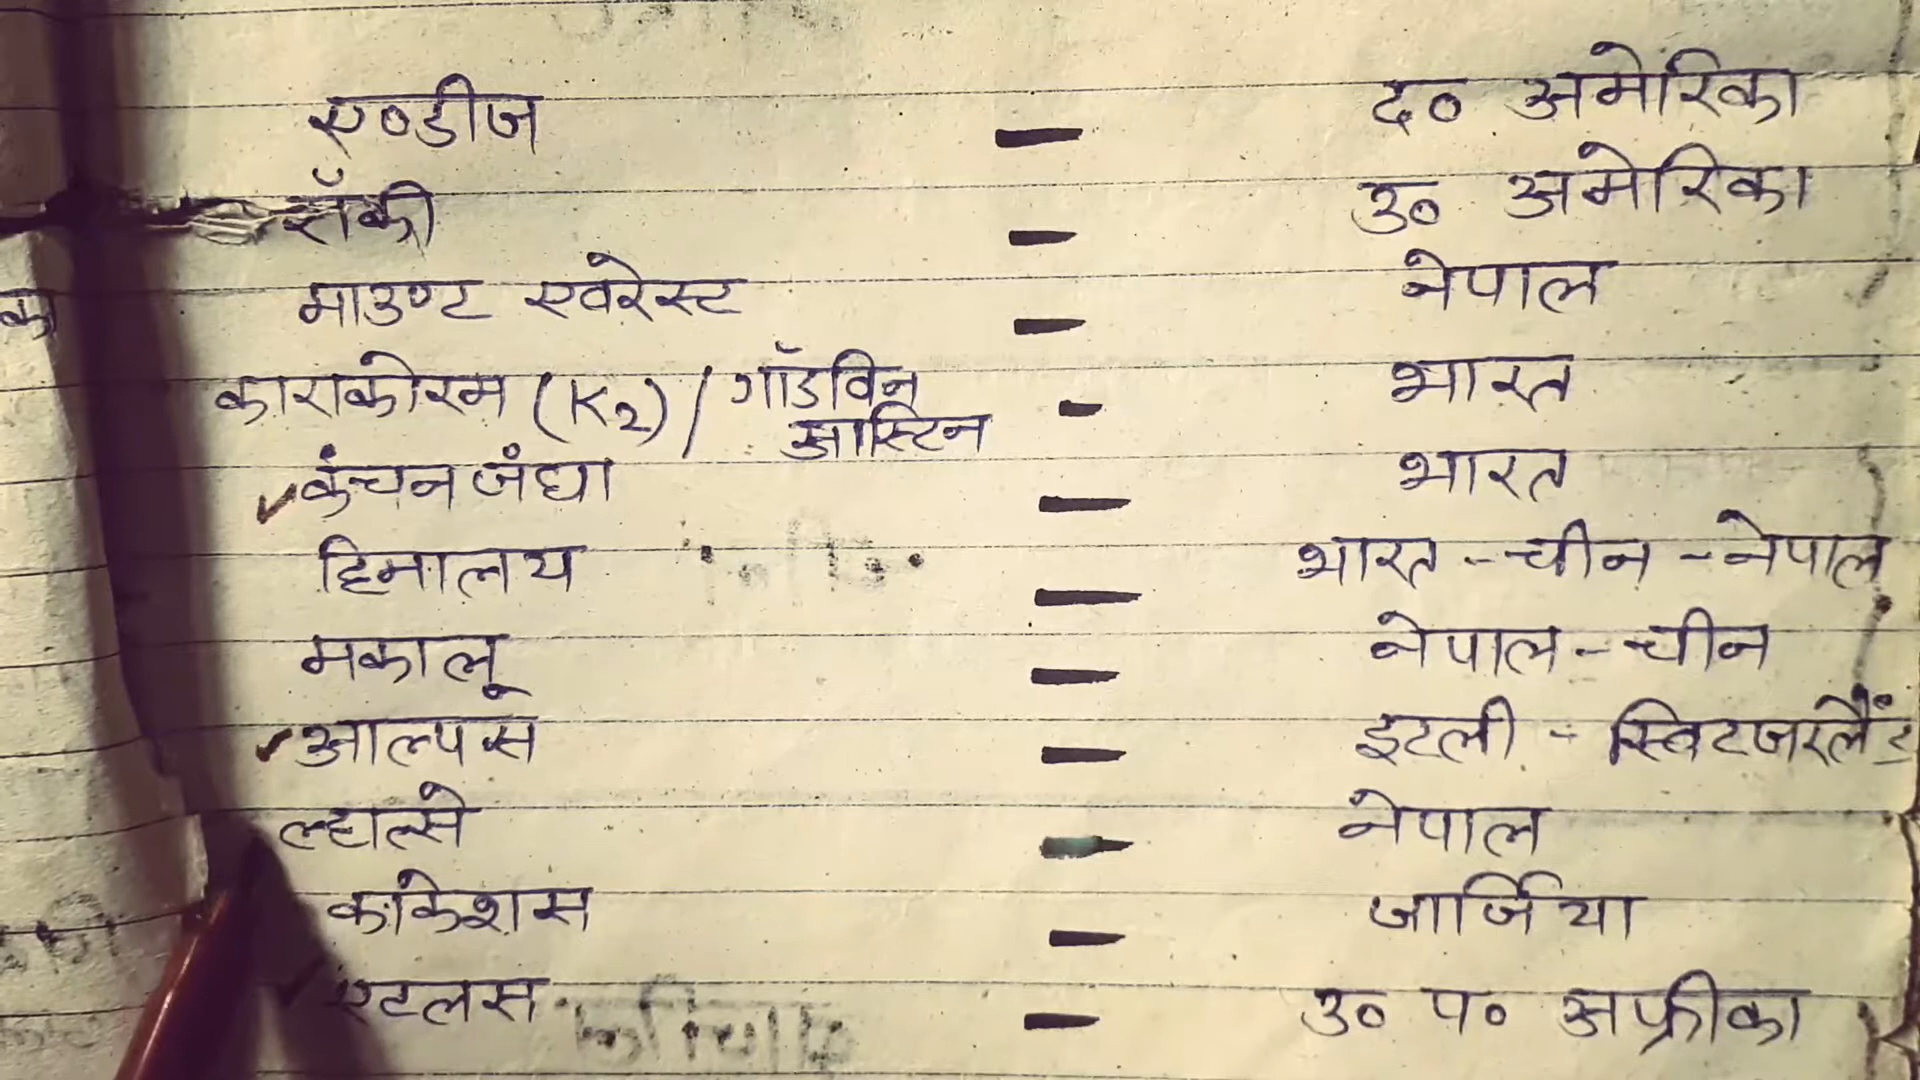 एण्डीज - द० अमेरिका
रॉकी - उ० अमेरिका
माउण्ट एवरेस्ट - नेपाल
काराकोरम (K2) / गॉडविन आस्टिन - भारत
कंचनजंघा - भारत
हिमालय - भारत - चीन - नेपाल
मकालू - नेपाल - चीन
आल्पस - इटली - स्विटजरलैंड
ल्हात्से - नेपाल
काकेशस - जार्जिया
एटलस - उ० प० अफ्रीका